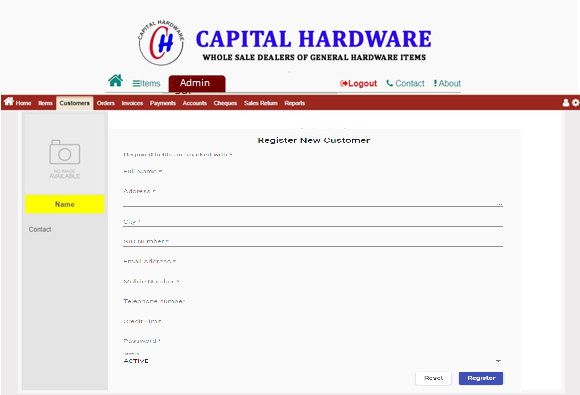 CAPITAL HARDWARE
CH
CAPITAL HARDWARE
WHOLE SALE DEALERS OF GENERAL HARDWARE ITEMS
Items Admin Logout Contact About
Home Items Customers Orders Invoices Payments Accounts Cheques Sales Return Reports
NO IMAGE
AVAILABLE
Name
Contact
Register New Customer
Required fields are marked with *
Full Name *
Address *
City *
NIC Number *
Email Address *
Mobile Number *
Telephone number
Credit Limit
Password *
ACTIVE
Reset Register